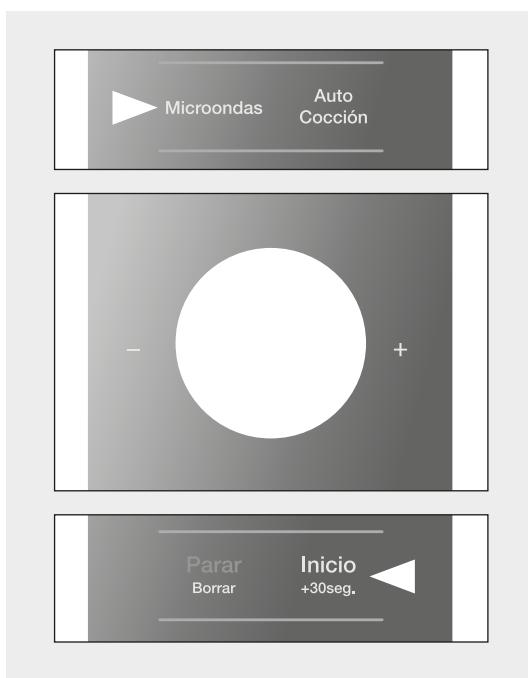 Microondas
Auto
Cocción
– +
Parar
Borrar
Inicio
+30seg.